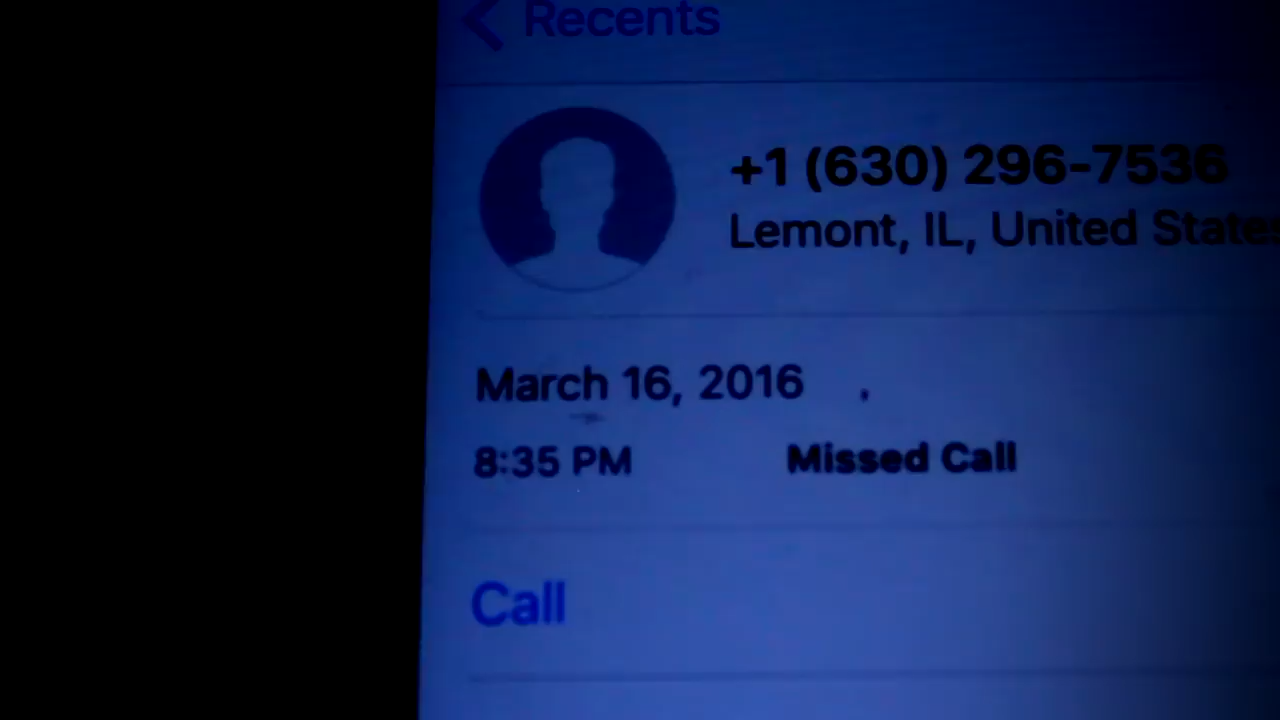 Recents
+1 (630) 296-7536
Lemont, IL, United States
March 16, 2016
8:35 PM Missed Call
Call